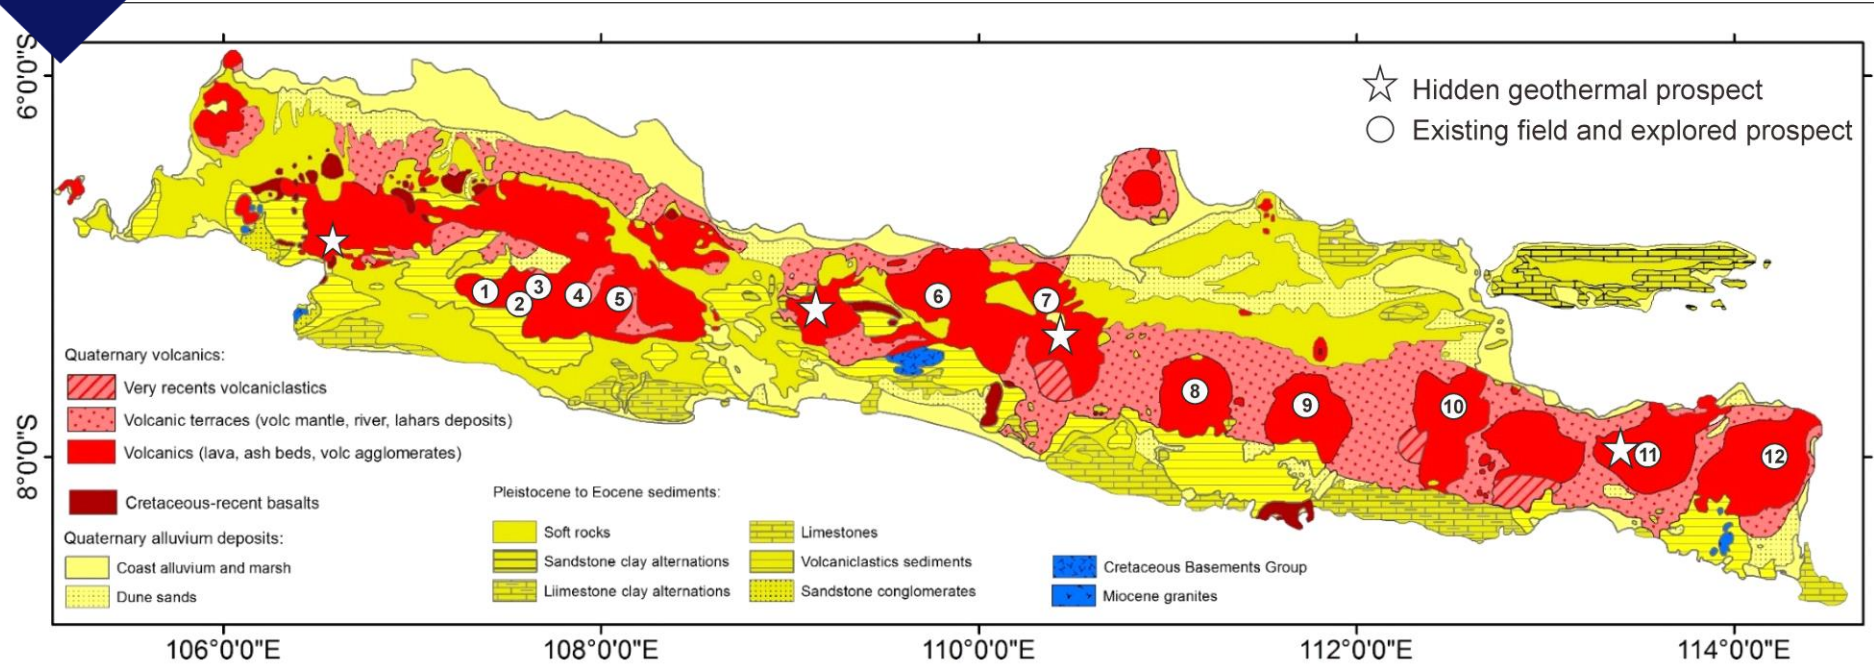 6°0'0"S
8°0'0"S
Hidden geothermal prospect
Existing field and explored prospect
1
2
3
4
5
6
7
8
9
10
11
12
Quaternary volcanics:
Very recents volcaniclastics
Volcanic terraces (volc mantle, river, lahars deposits)
Volcanics (lava, ash beds, volc agglomerates)
Cretaceous-recent basalts
Quaternary alluvium deposits:
Coast alluvium and marsh
Dune sands
Pleistocene to Eocene sediments:
Soft rocks
Sandstone clay alternations
Liimestone clay alternations
Limestones
Volcaniclastics sediments
Sandstone conglomerates
Cretaceous Basements Group
Miocene granites
106°0'0"E
108°0'0"E
110°0'0"E
112°0'0"E
114°0'0"E